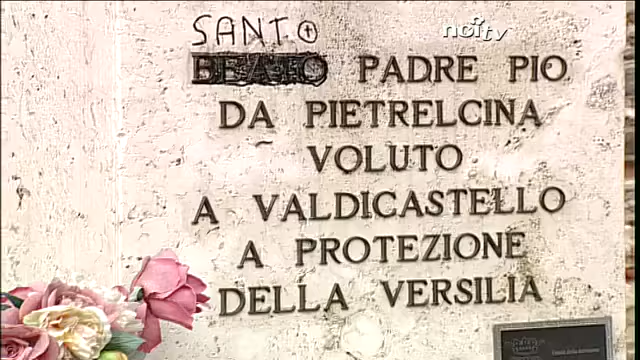 noitv
SANTO
BEATO PADRE PIO
DA PIETRELCINA
VOLUTO
A VALDICASTELLO
A PROTEZIONE
DELLA VERSILIA